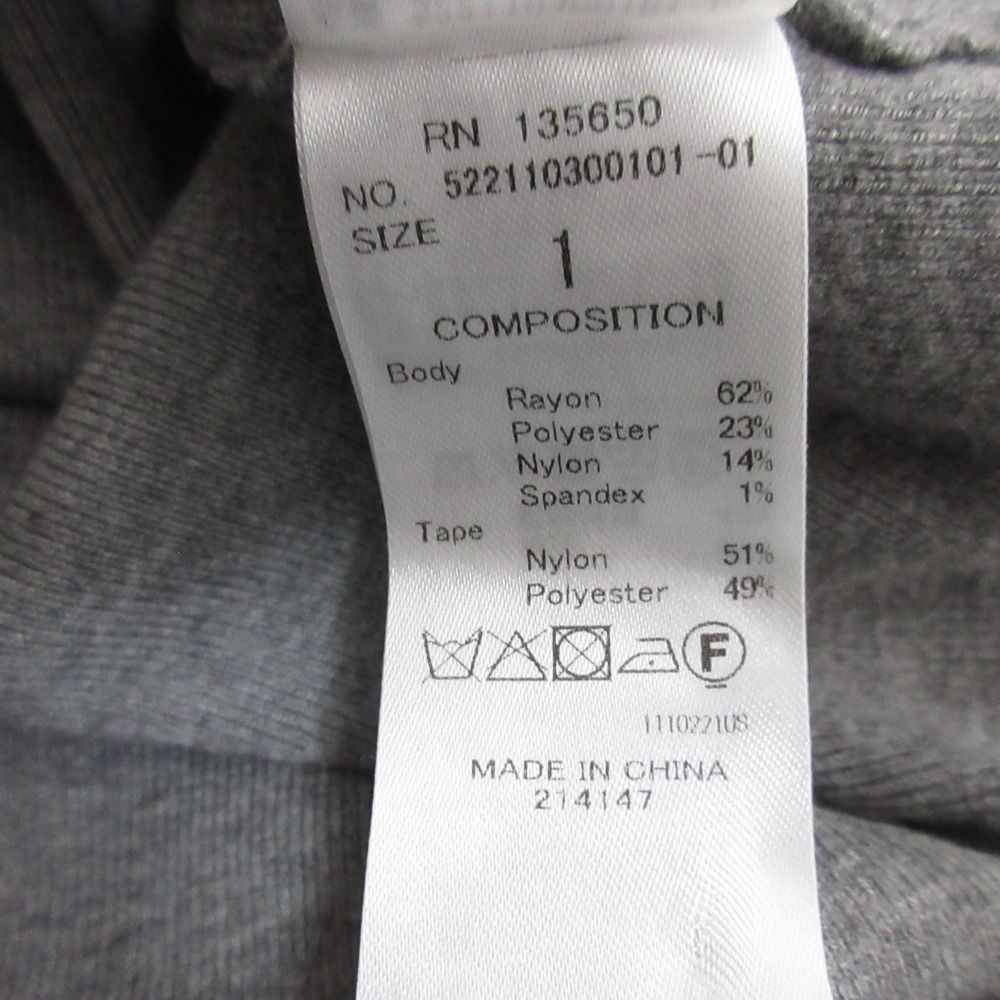 RN 135650
NO. 522110300101-01
SIZE
1
COMPOSITION
Body
Rayon 62%
Polyester 23%
Nylon 14%
Spandex 1%
Tape
Nylon 51%
Polyester 49%
F
1110221US
MADE IN CHINA
214147